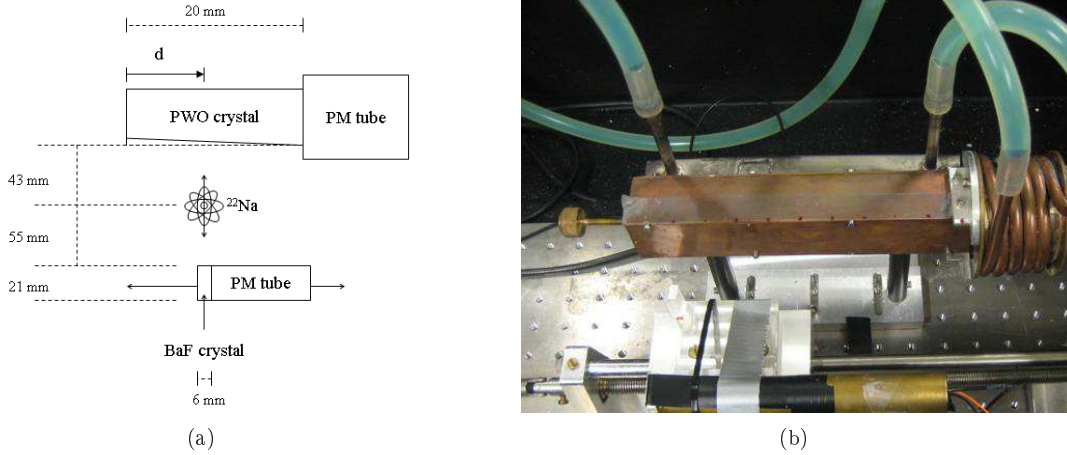 20 mm
d
PWO crystal
PM tube
43 mm
²²Na
55 mm
21 mm
PM tube
BaF crystal
6 mm
(a)
(b)